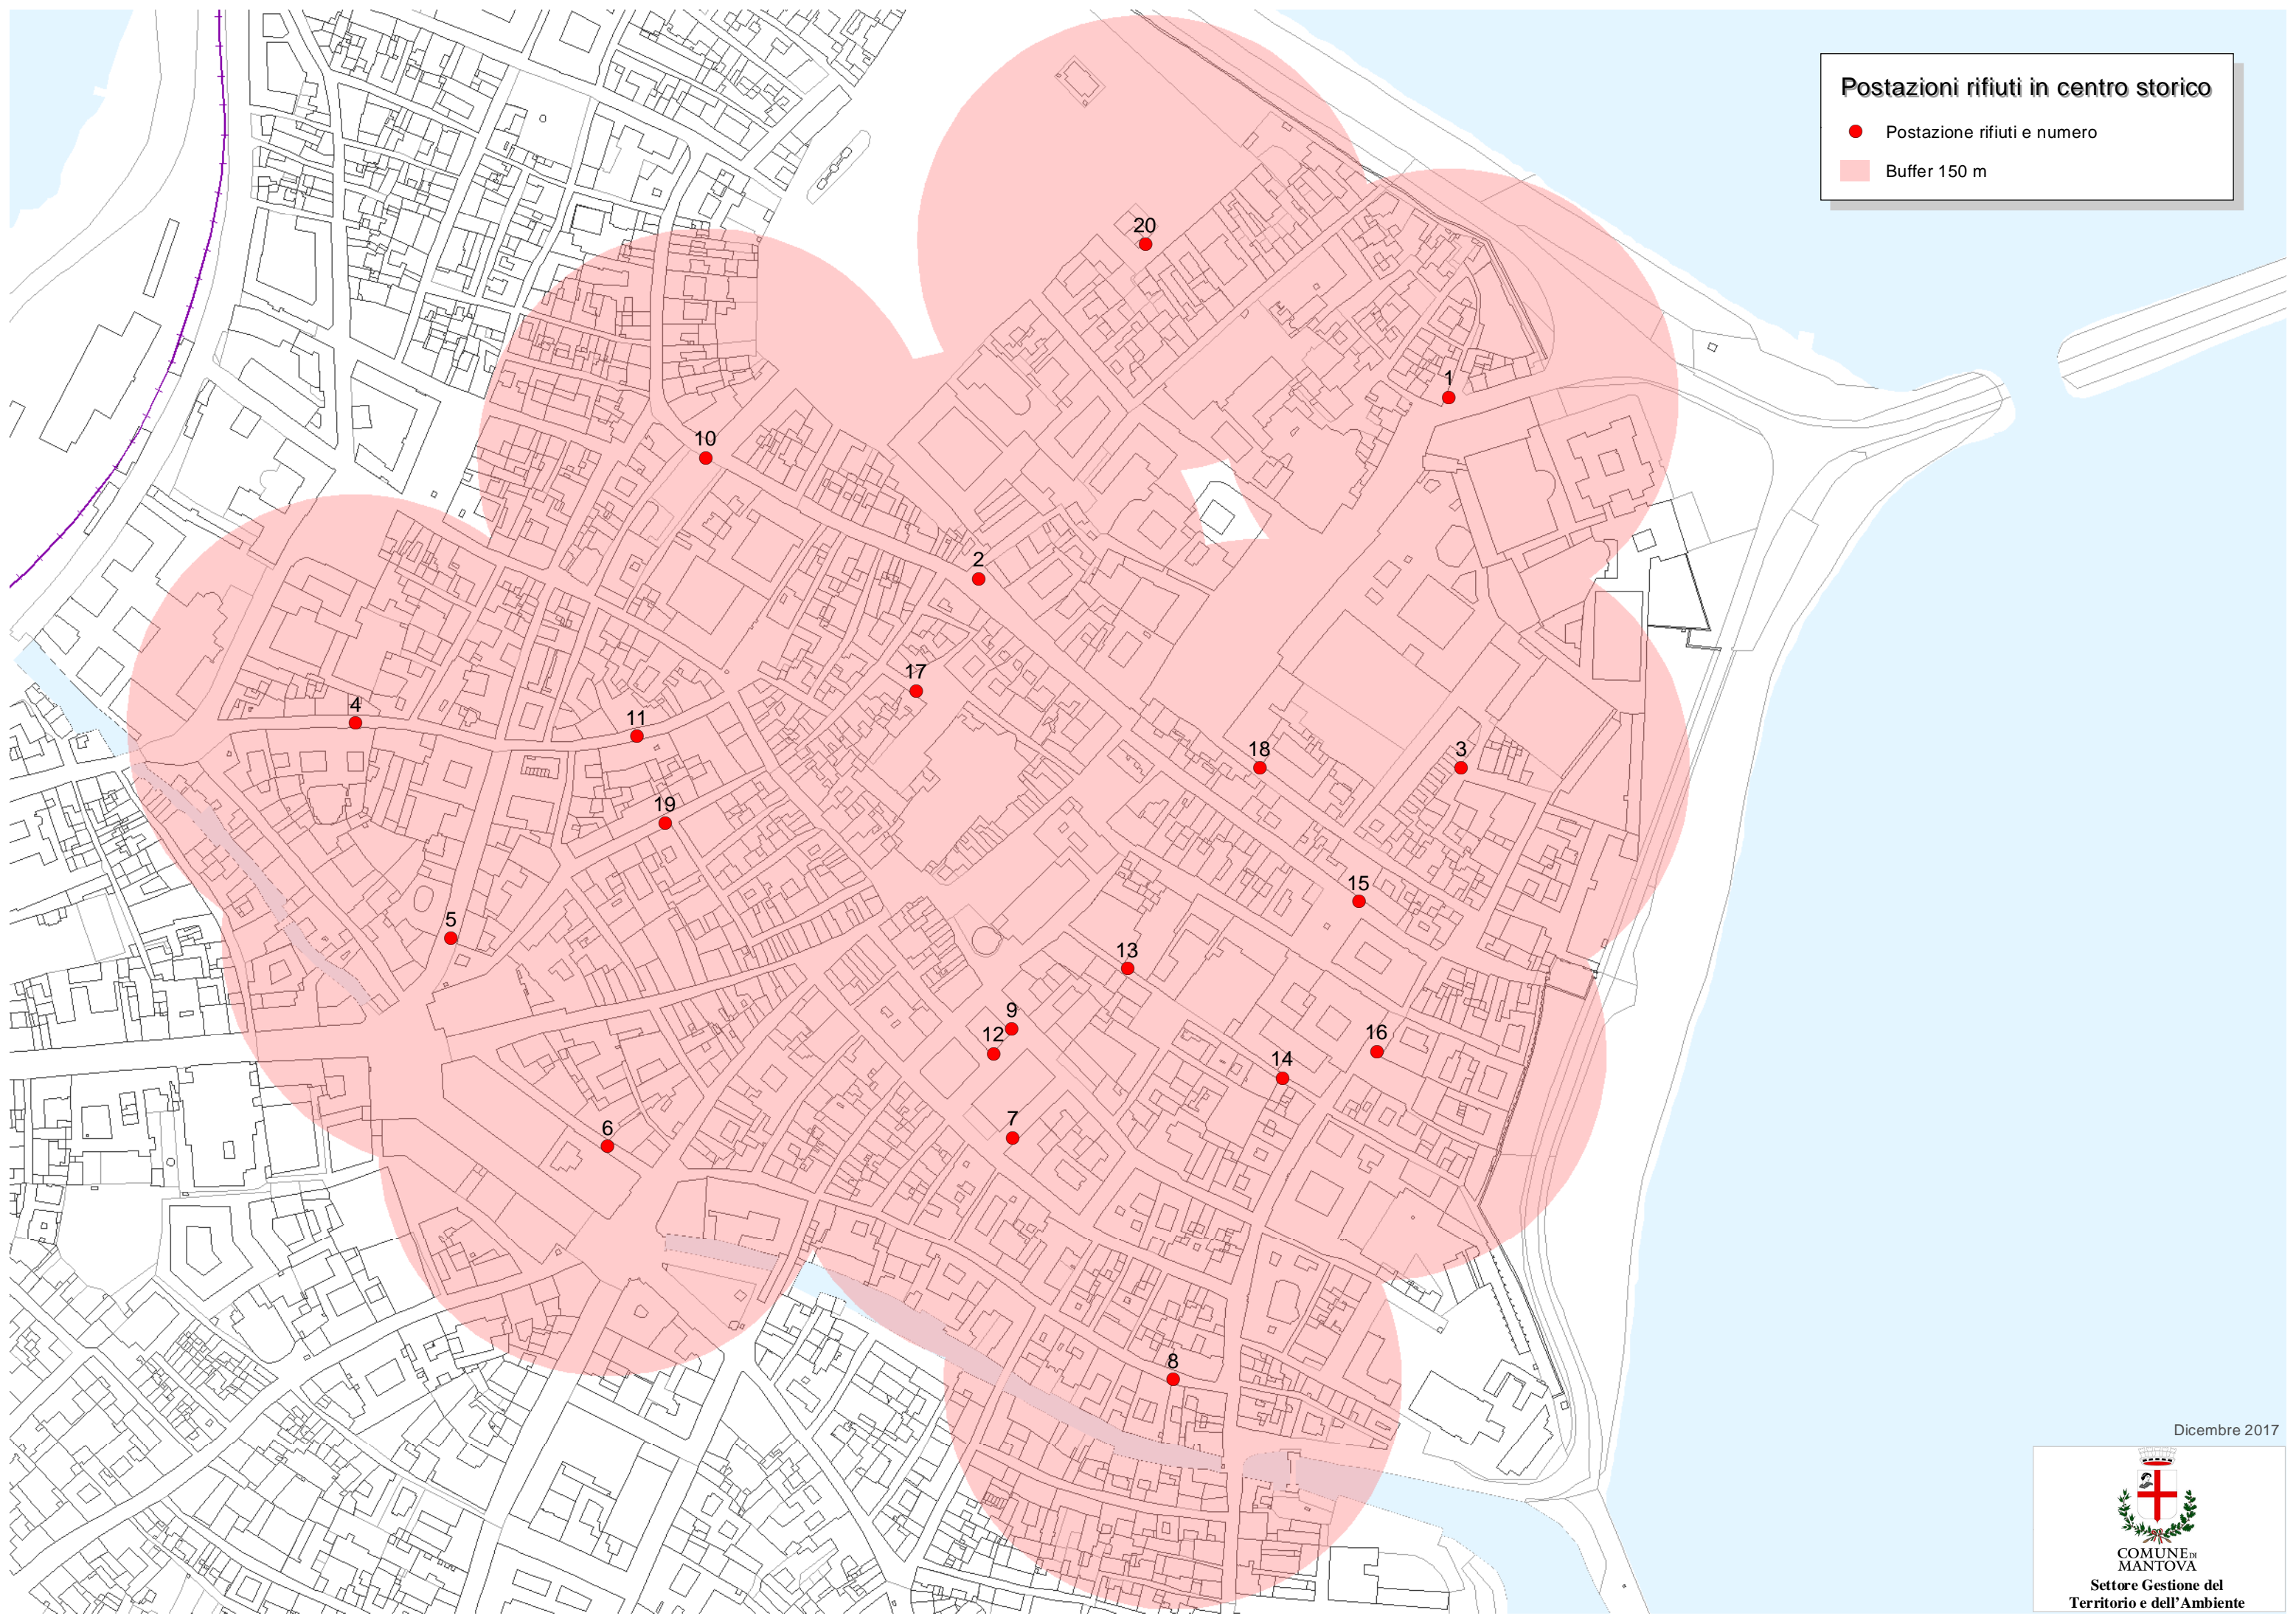 Postazioni rifiuti in centro storico
Postazione rifiuti e numero
Buffer 150 m
20
1
10
2
17
4
11
18
3
19
15
5
13
9
12
16
14
7
6
8
Dicembre 2017
COMUNE DI
MANTOVA
Settore Gestione del
Territorio e dell'Ambiente